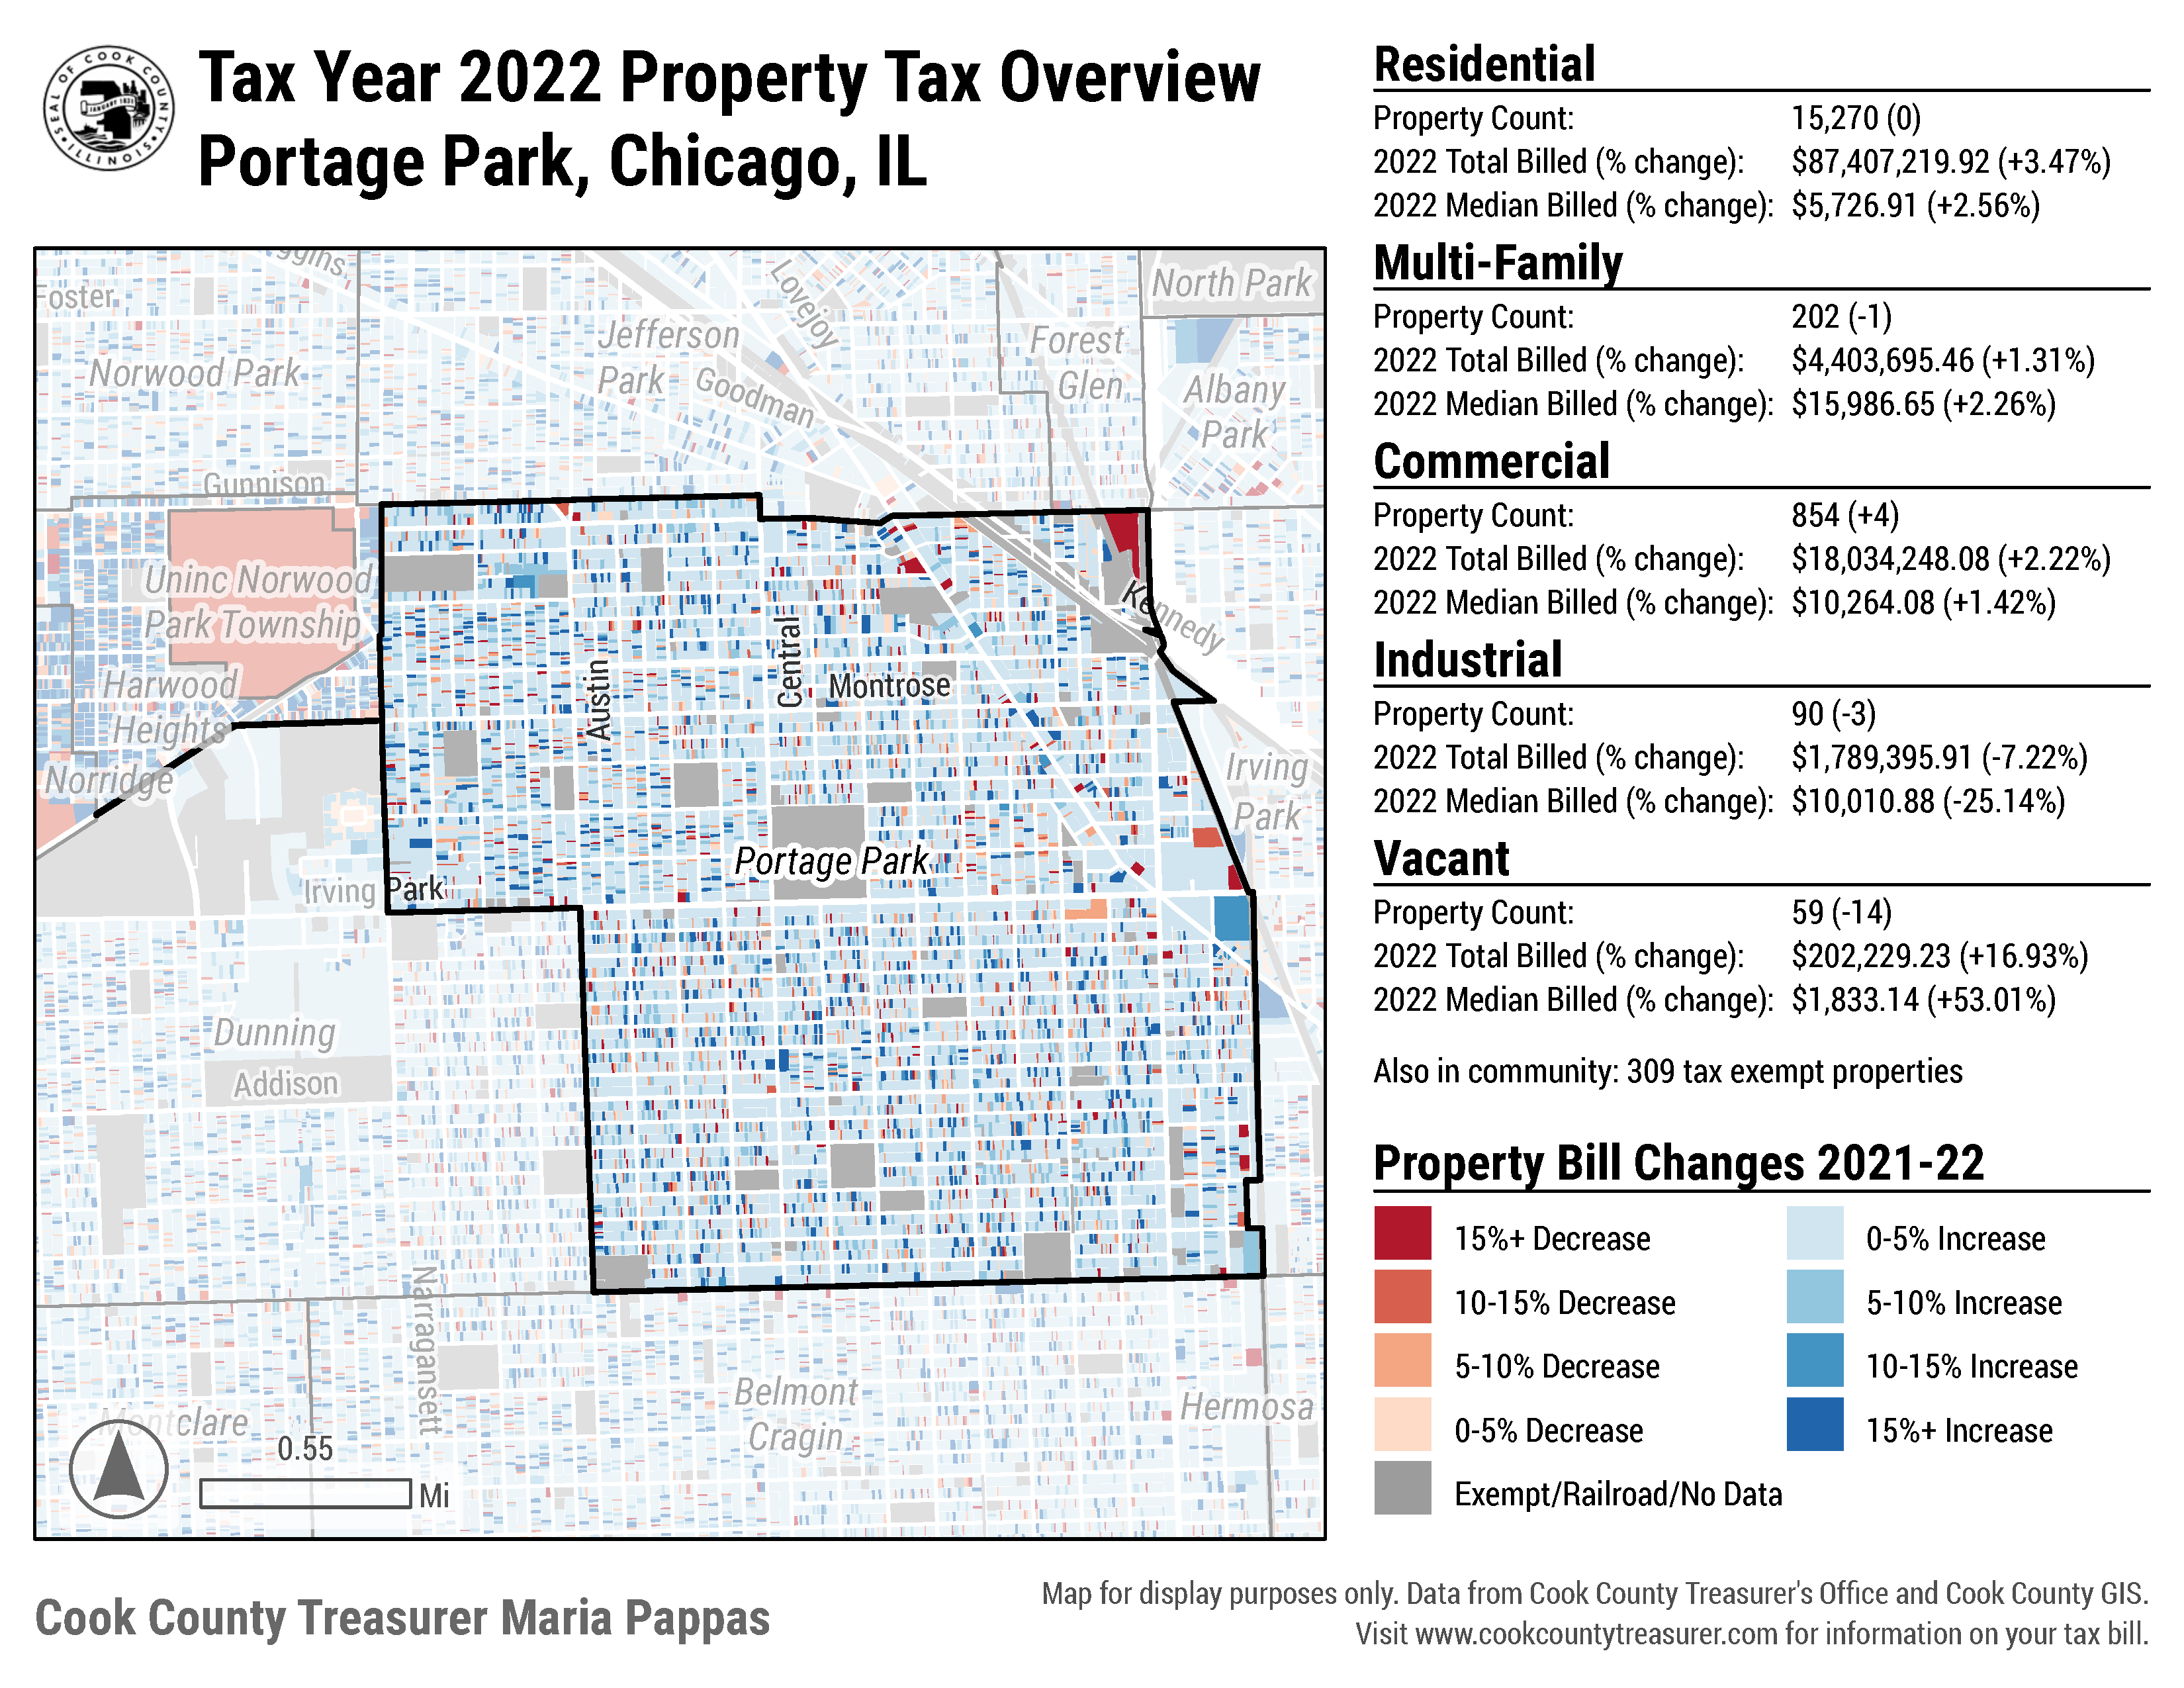 Tax Year 2022 Property Tax Overview
Portage Park, Chicago, IL
SEAL OF COOK COUNTY
JANUARY 1831
ILLINOIS
Residential
Property Count: 15,270 (0)
2022 Total Billed (% change): $87,407,219.92 (+3.47%)
2022 Median Billed (% change): $5,726.91 (+2.56%)
Multi-Family
Property Count: 202 (-1)
2022 Total Billed (% change): $4,403,695.46 (+1.31%)
2022 Median Billed (% change): $15,986.65 (+2.26%)
Commercial
Property Count: 854 (+4)
2022 Total Billed (% change): $18,034,248.08 (+2.22%)
2022 Median Billed (% change): $10,264.08 (+1.42%)
Industrial
Property Count: 90 (-3)
2022 Total Billed (% change): $1,789,395.91 (-7.22%)
2022 Median Billed (% change): $10,010.88 (-25.14%)
Vacant
Property Count: 59 (-14)
2022 Total Billed (% change): $202,229.23 (+16.93%)
2022 Median Billed (% change): $1,833.14 (+53.01%)
Also in community: 309 tax exempt properties
Property Bill Changes 2021-22
15%+ Decrease
10-15% Decrease
5-10% Decrease
0-5% Decrease
Exempt/Railroad/No Data
0-5% Increase
5-10% Increase
10-15% Increase
15%+ Increase
ggins
Foster
Lovejoy
North Park
Jefferson
Park
Forest
Glen
Norwood Park
Goodman
Albany
Park
Gunnison
Uninc Norwood
Park Township
Kennedy
Central
Austin
Montrose
Harwood
Heights
Norridge
Irving
Park
Portage Park
Irving Park
Dunning
Addison
Narragansett
Belmont
Cragin
Hermosa
Montclare
0.55
Mi
Cook County Treasurer Maria Pappas
Map for display purposes only. Data from Cook County Treasurer's Office and Cook County GIS.
Visit www.cookcountytreasurer.com for information on your tax bill.